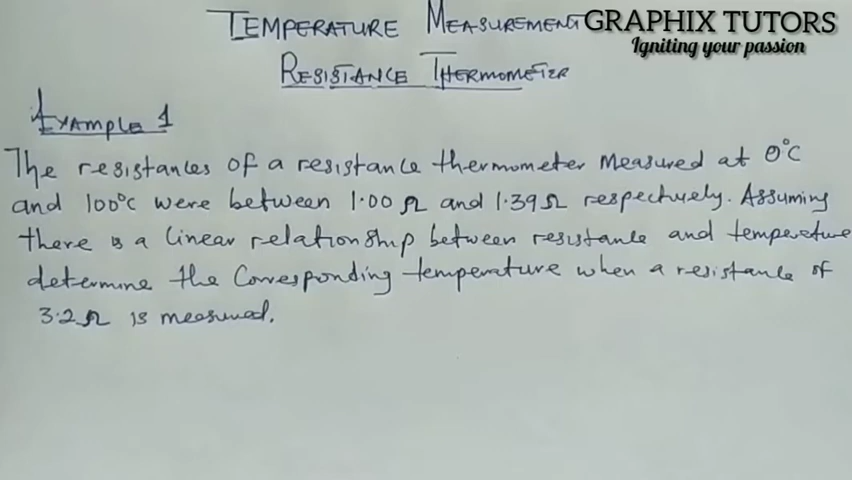 TEMPERATURE MEASUREMENT
GRAPHIX TUTORS
Igniting your passion
RESISTANCE THERMOMETER
Example 1
The resistances of a resistance thermometer measured at 0°C
and 100°C were between 1.00 Ω and 1.39 Ω respectively. Assuming
there is a linear relationship between resistance and temperature
determine the corresponding temperature when a resistance of
3.2 Ω is measured.